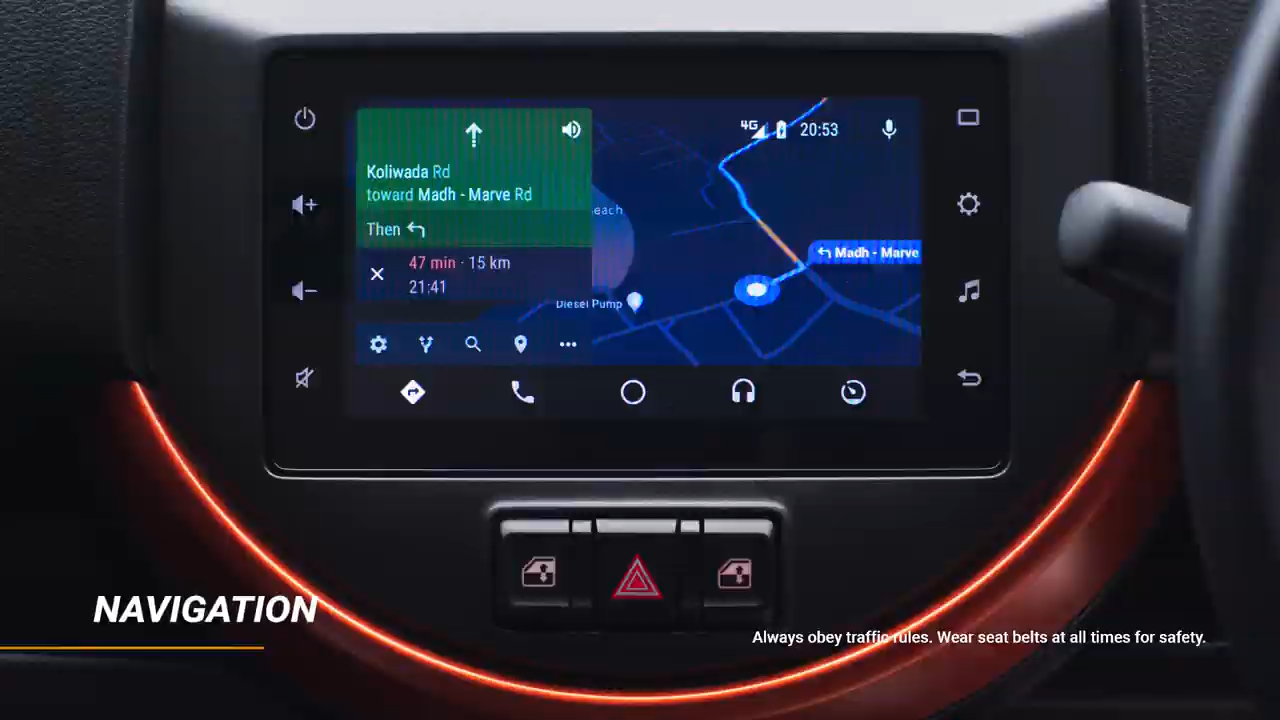 4G 20:53
Koliwada Rd
toward Madh - Marve Rd
Then
each
Madh - Marve
47 min · 15 km
21:41
Diesel Pump
NAVIGATION
Always obey traffic rules. Wear seat belts at all times for safety.